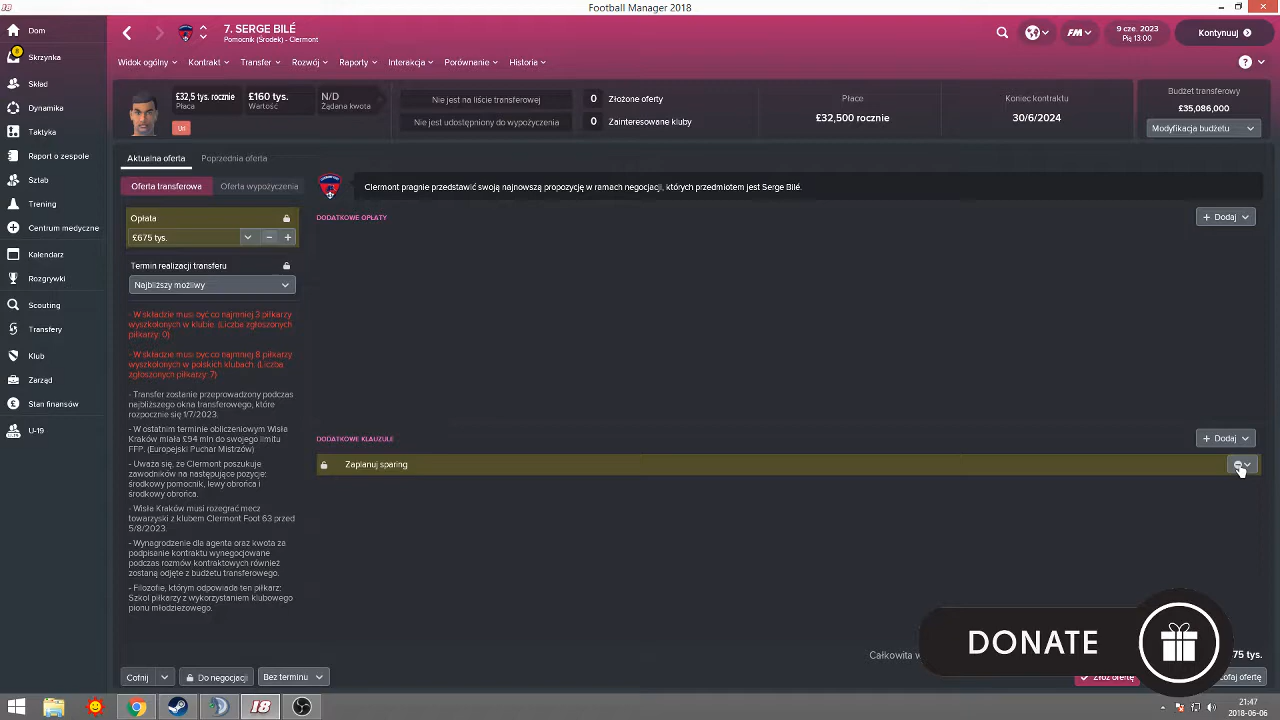 Football Manager 2018
7. SERGE BILÉ
Pomocnik (Środek) - Clermont
9 cze. 2023
Pią 13:00
Kontynuuj
Widok ogólny
Kontrakt
Transfer
Rozwój
Raporty
Interakcja
Porównanie
Historia
Dom
Skrzynka
Skład
Dynamika
Taktyka
Raport o zespole
Sztab
Trening
Centrum medyczne
Kalendarz
Rozgrywki
Scouting
Transfery
Klub
Zarząd
Stan finansów
U-19
£32,5 tys. rocznie
Płaca
£160 tys.
Wartość
N/D
Żądana kwota
Url
Nie jest na liście transferowej
Nie jest udostępniony do wypożyczenia
0 Złożone oferty
0 Zainteresowane kluby
Płace
£32,500 rocznie
Koniec kontraktu
30/6/2024
Budżet transferowy
£35,086,000
Modyfikacja budżetu
Aktualna oferta
Poprzednia oferta
Oferta transferowa
Oferta wypożyczenia
Opłata
£675 tys.
Termin realizacji transferu
Najbliższy możliwy
- W składzie musi być co najmniej 3 piłkarzy
wyszkolonych w klubie. (Liczba zgłoszonych
piłkarzy: 0)
- W składzie musi być co najmniej 8 piłkarzy
wyszkolonych w polskich klubach. (Liczba
zgłoszonych piłkarzy: 7)
- Transfer zostanie przeprowadzony podczas
najbliższego okna transferowego, które
rozpocznie się 1/7/2023.
- W ostatnim terminie obliczeniowym Wisła
Kraków miała £94 mln do swojego limitu
FFP. (Europejski Puchar Mistrzów)
- Uważa się, że Clermont poszukuje
zawodników na następujące pozycje:
środkowy pomocnik, lewy obrońca i
środkowy obrońca.
- Wisła Kraków musi rozegrać mecz
towarzyski z klubem Clermont Foot 63 przed
5/8/2023.
- Wynagrodzenie dla agenta oraz kwota za
podpisanie kontraktu wynegocjowane
podczas rozmów kontraktowych również
zostaną odjęte z budżetu transferowego.
- Filozofie, którym odpowiada ten piłkarz:
Szkol piłkarzy z wykorzystaniem klubowego
pionu młodzieżowego.
Clermont pragnie przedstawić swoją najnowszą propozycję w ramach negocjacji, których przedmiotem jest Serge Bilé.
DODATKOWE OPŁATY
Dodaj
DODATKOWE KLAUZULE
Dodaj
Zaplanuj sparing
DONATE
Całkowita
75 tys.
Cofnij
Do negocjacji
Bez terminu
Złóż ofertę
ofertę
21:47
2018-06-06